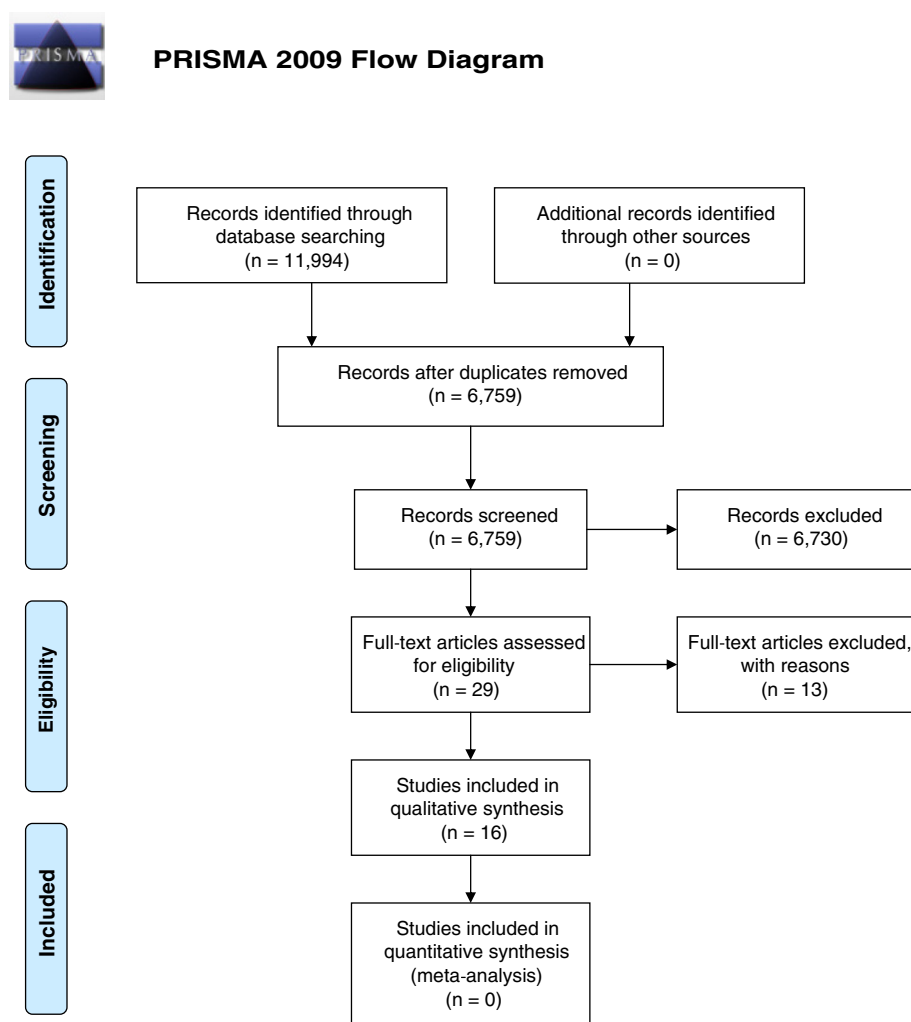 PRISMA
PRISMA 2009 Flow Diagram
Identification
Records identified through
database searching
(n = 11,994)
Additional records identified
through other sources
(n = 0)
Records after duplicates removed
(n = 6,759)
Screening
Records screened
(n = 6,759)
Records excluded
(n = 6,730)
Eligibility
Full-text articles assessed
for eligibility
(n = 29)
Full-text articles excluded,
with reasons
(n = 13)
Studies included in
qualitative synthesis
(n = 16)
Included
Studies included in
quantitative synthesis
(meta-analysis)
(n = 0)